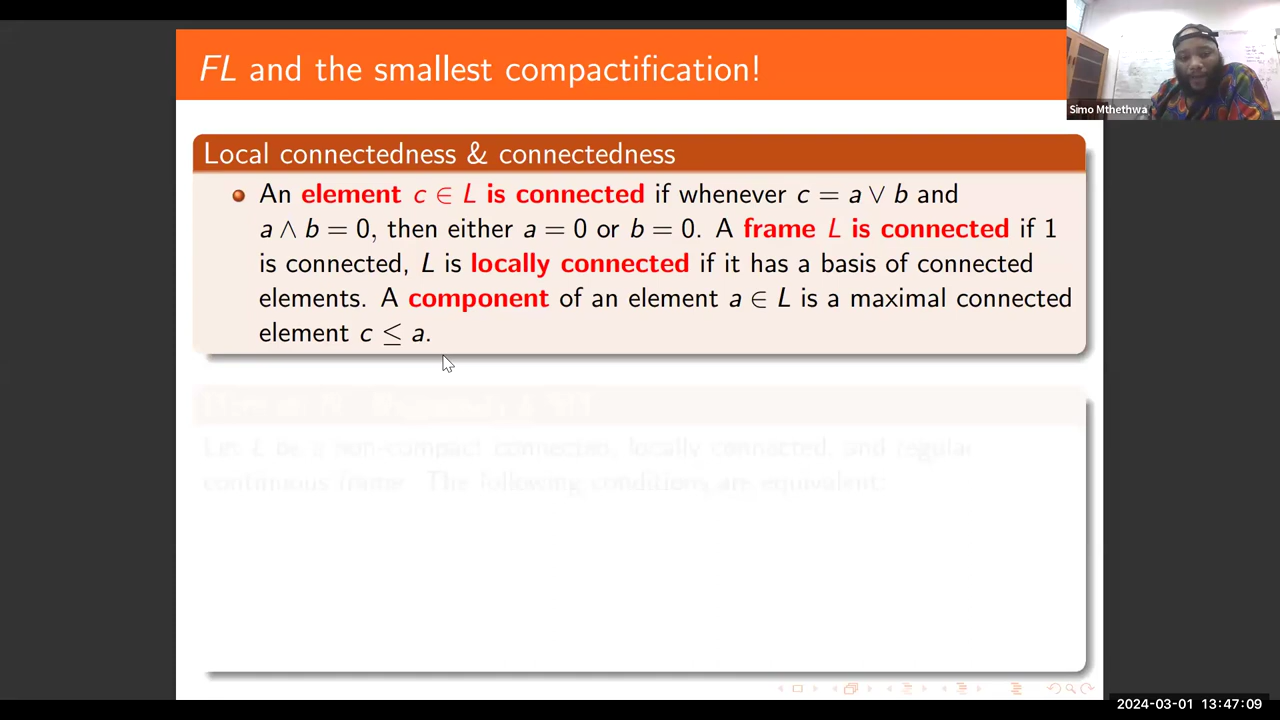 FL and the smallest compactification!
Simo Mthethwa
Local connectedness & connectedness
An element c ∈ L is connected if whenever c = a ∨ b and
a ∧ b = 0, then either a = 0 or b = 0. A frame L is connected if 1
is connected, L is locally connected if it has a basis of connected
elements. A component of an element a ∈ L is a maximal connected
element c ≤ a.
Let L be a non-compact connected, locally connected, and regular
continuous frame. The following conditions are equivalent:
2024-03-01 13:47:09